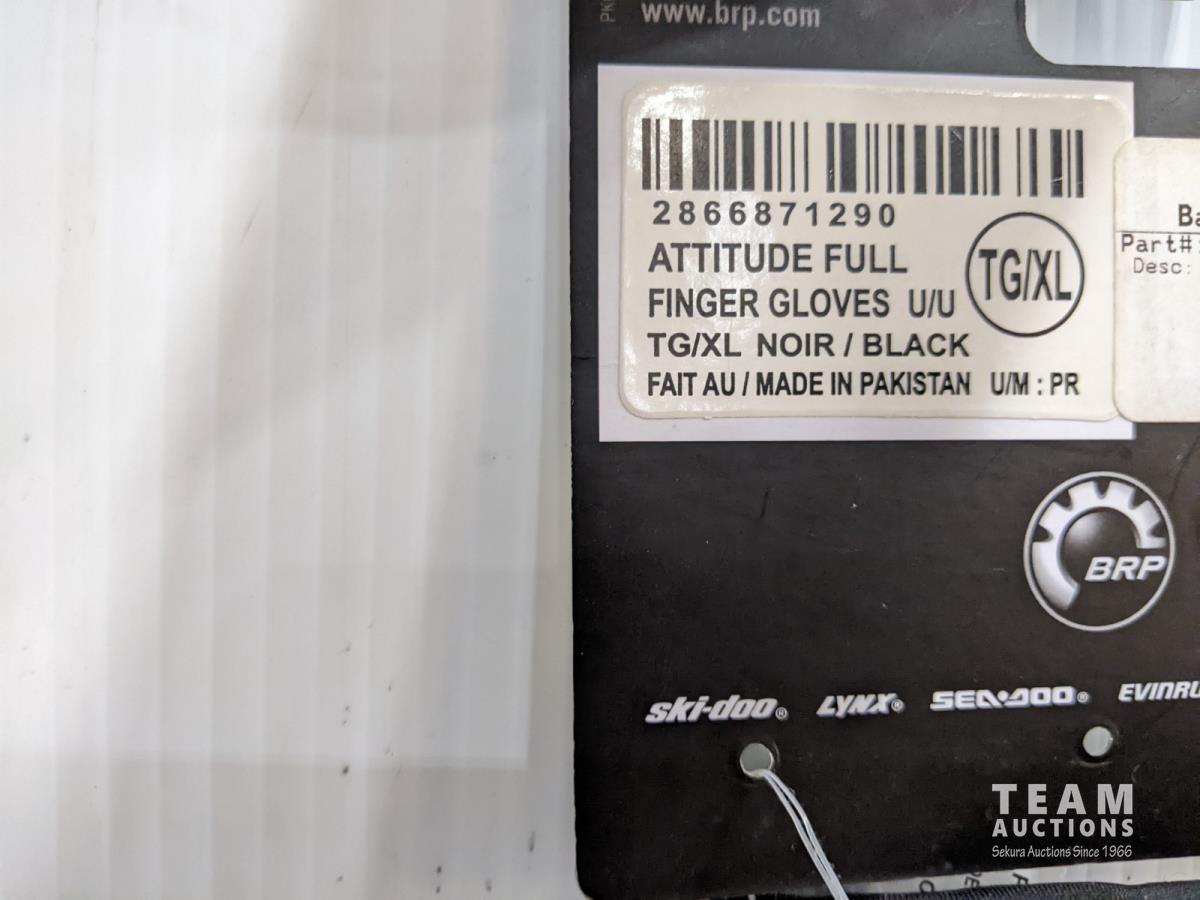 www.brp.com
2866871290
ATTITUDE FULL
FINGER GLOVES U/U
TG/XL
TG/XL NOIR / BLACK
FAIT AU / MADE IN PAKISTAN U/M : PR
Part#
Desc:
BRP
ski-doo® LYNX® SEA-DOO®
TEAM
AUCTIONS
Sekura Auctions Since 1966